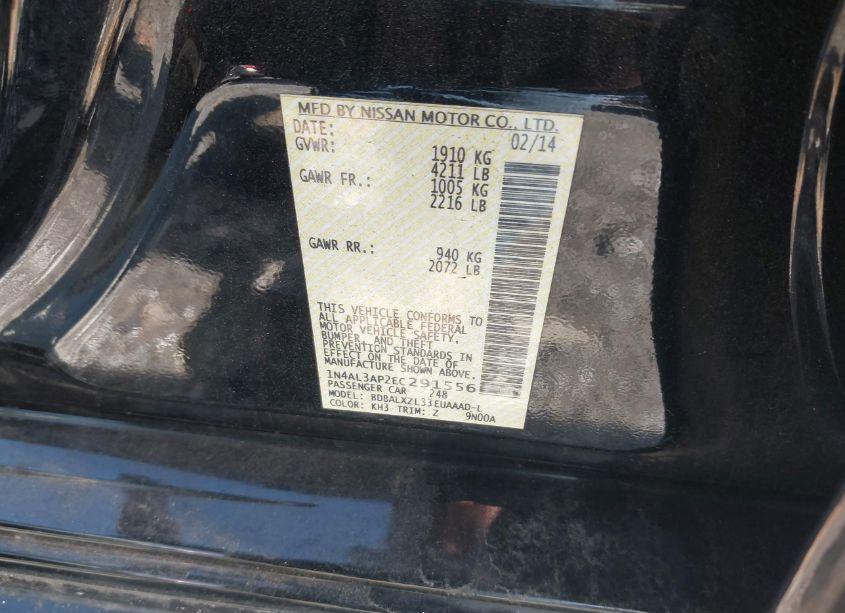 MFD BY NISSAN MOTOR CO., LTD.
DATE: 02/14
GVWR: 1910 KG
4211 LB
GAWR FR.: 1005 KG
2216 LB
GAWR RR.: 940 KG
2072 LB
THIS VEHICLE CONFORMS TO
ALL APPLICABLE FEDERAL
MOTOR VEHICLE SAFETY,
BUMPER, AND THEFT
PREVENTION STANDARDS IN
EFFECT ON THE DATE OF
MANUFACTURE SHOWN ABOVE.
1N4AL3AP2EC291556
PASSENGER CAR 248
MODEL: BDBALXZL33EUAAAD-L
COLOR: KH3 TRIM: Z 9N00A